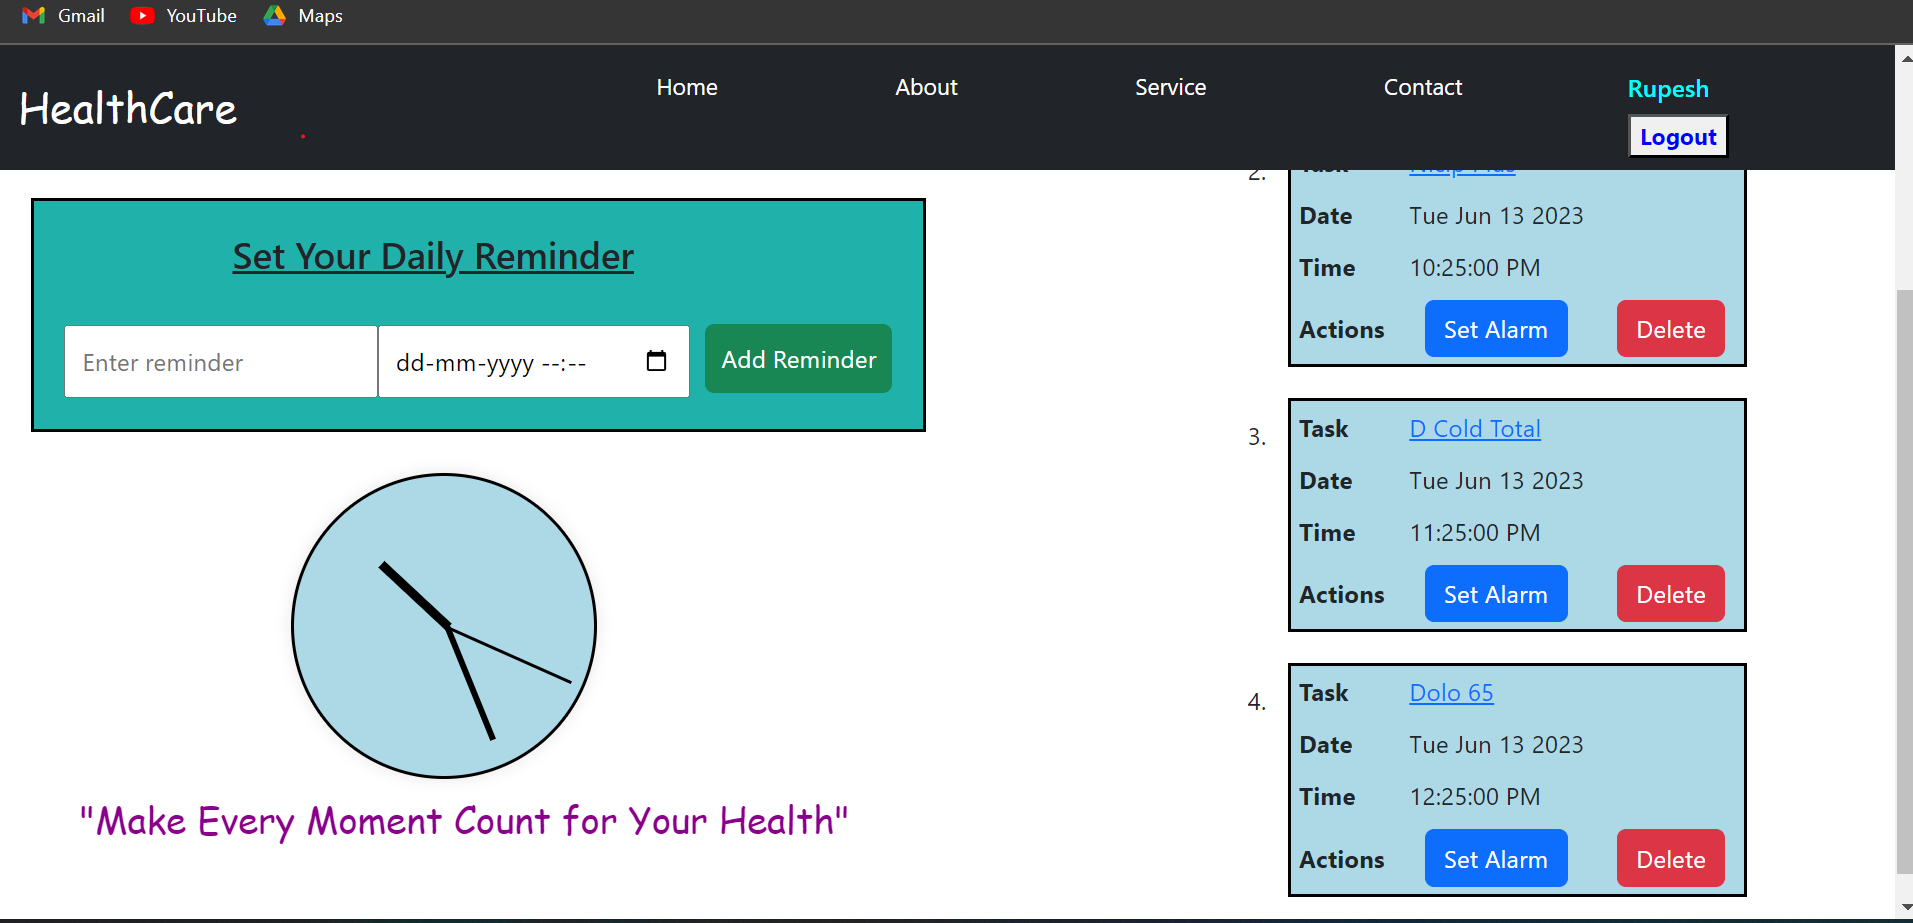 Gmail YouTube Maps
HealthCare
Home About Service Contact Rupesh
Logout
Set Your Daily Reminder
Enter reminder dd-mm-yyyy --:-- Add Reminder
"Make Every Moment Count for Your Health"
2.
Date Tue Jun 13 2023
Time 10:25:00 PM
Actions Set Alarm Delete
3. Task D Cold Total
Date Tue Jun 13 2023
Time 11:25:00 PM
Actions Set Alarm Delete
4. Task Dolo 65
Date Tue Jun 13 2023
Time 12:25:00 PM
Actions Set Alarm Delete